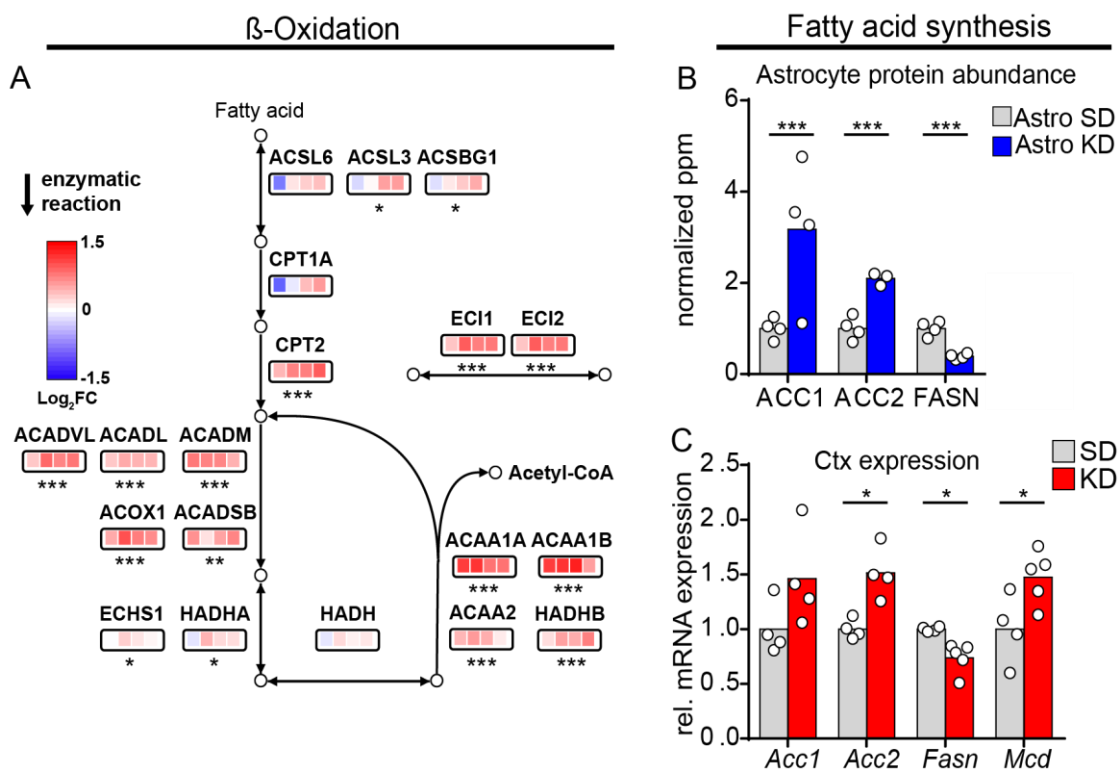 ß-Oxidation
A
Fatty acid
enzymatic
reaction
1.5
0
-1.5
Log2FC
ACSL6 ACSL3 ACSBG1
* *
CPT1A
CPT2
***
ECI1 ECI2
*** ***
ACADVL ACADL ACADM
*** *** ***
Acetyl-CoA
ACOX1 ACADSB
*** **
ACAA1A ACAA1B
*** ***
ECHS1 HADHA HADH ACAA2 HADHB
* * *** ***
Fatty acid synthesis
B
Astrocyte protein abundance
6
4
2
0
normalized ppm
*** *** ***
Astro SD
Astro KD
ACC1 ACC2 FASN
C
Ctx expression
SD
KD
2.5
2.0
1.5
1.0
0.5
0.0
rel. mRNA expression
* * *
Acc1 Acc2 Fasn Mcd